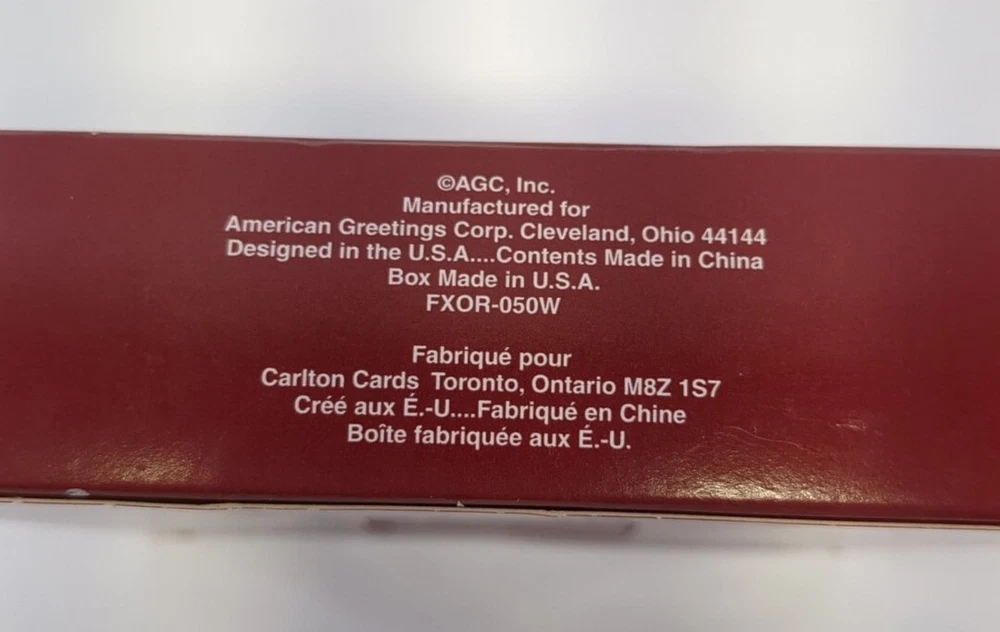 ©AGC, Inc.
Manufactured for
American Greetings Corp. Cleveland, Ohio 44144
Designed in the U.S.A....Contents Made in China
Box Made in U.S.A.
FXOR-050W
Fabriqué pour
Carlton Cards Toronto, Ontario M8Z 1S7
Créé aux É.-U....Fabriqué en Chine
Boîte fabriquée aux É.-U.